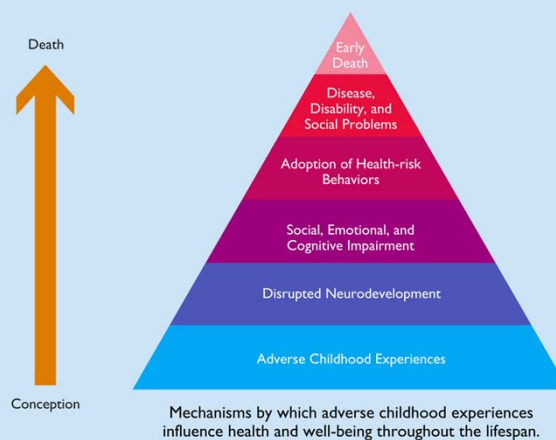 Death
Early
Death
Disease,
Disability, and
Social Problems
Adoption of Health-risk
Behaviors
Social, Emotional, and
Cognitive Impairment
Disrupted Neurodevelopment
Adverse Childhood Experiences
Conception
Mechanisms by which adverse childhood experiences
influence health and well-being throughout the lifespan.